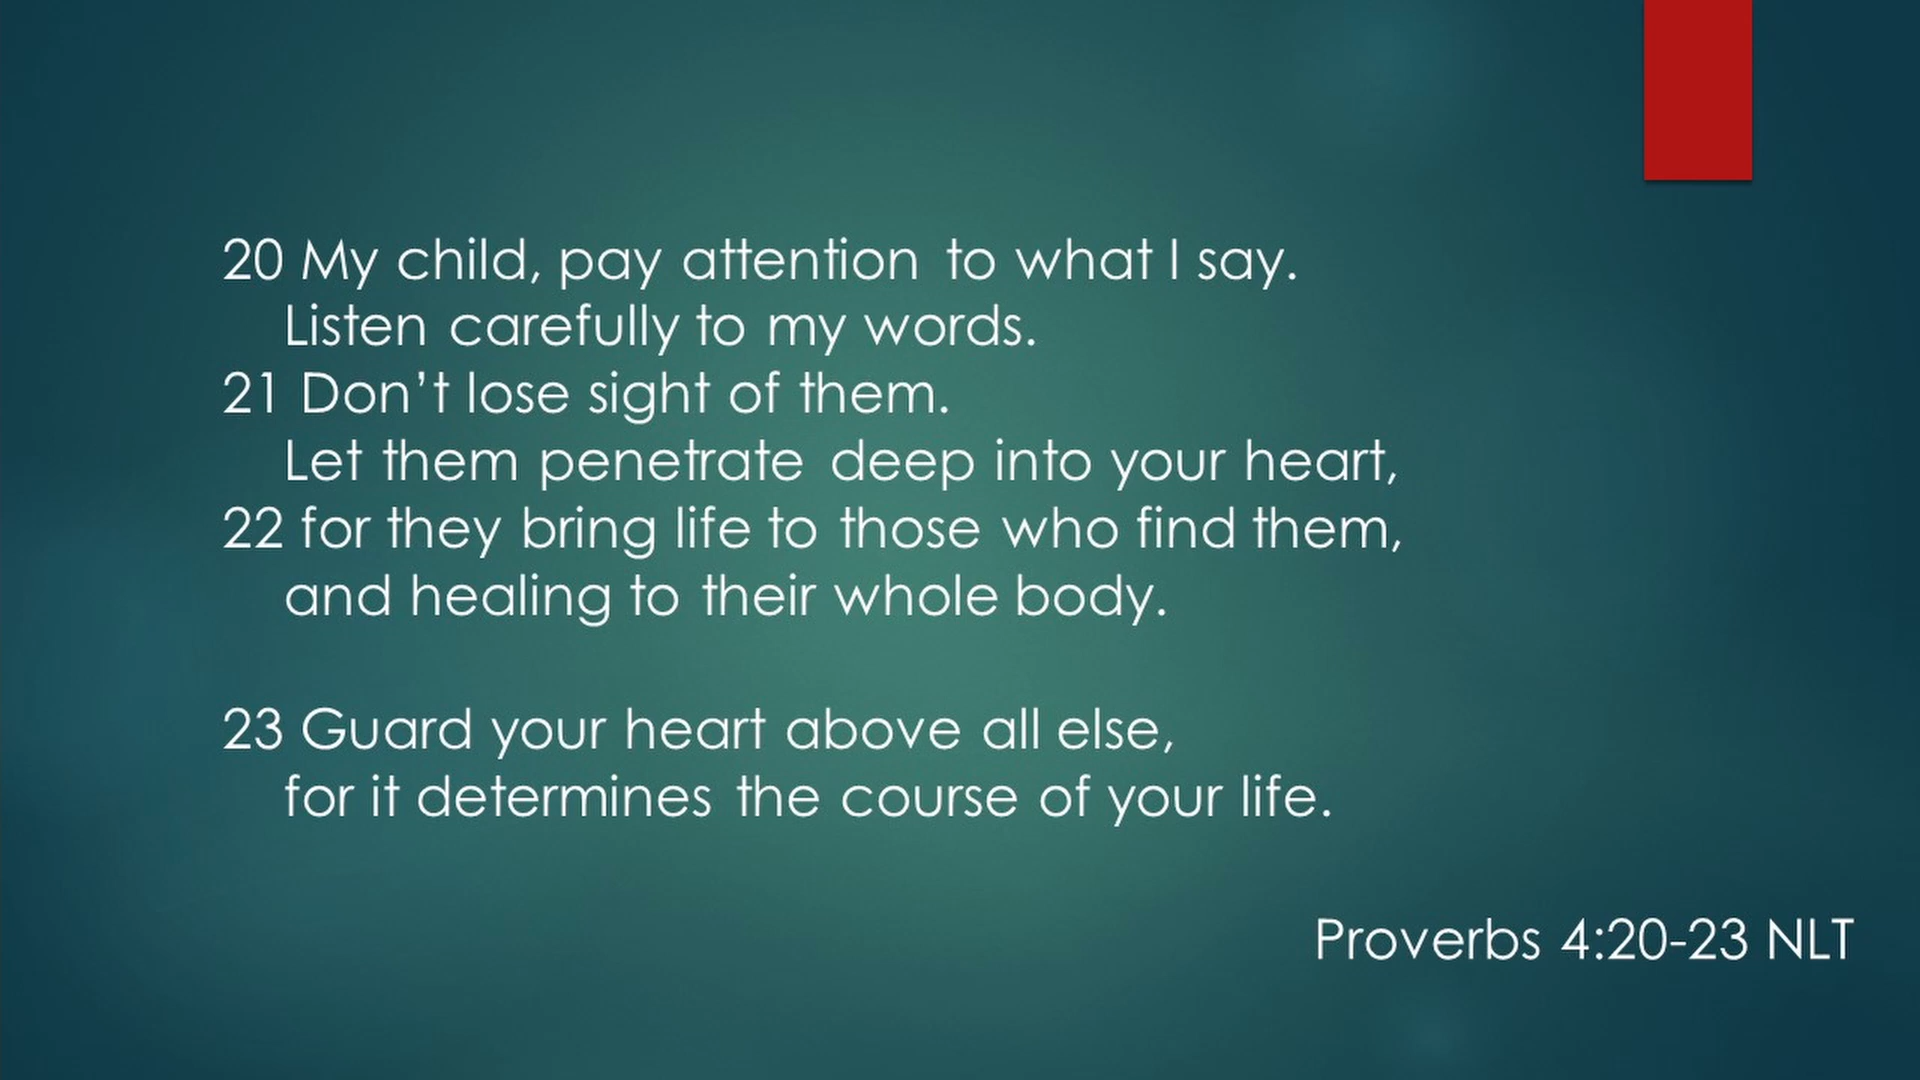 20 My child, pay attention to what I say.
Listen carefully to my words.
21 Don’t lose sight of them.
Let them penetrate deep into your heart,
22 for they bring life to those who find them,
and healing to their whole body.
23 Guard your heart above all else,
for it determines the course of your life.
Proverbs 4:20-23 NLT